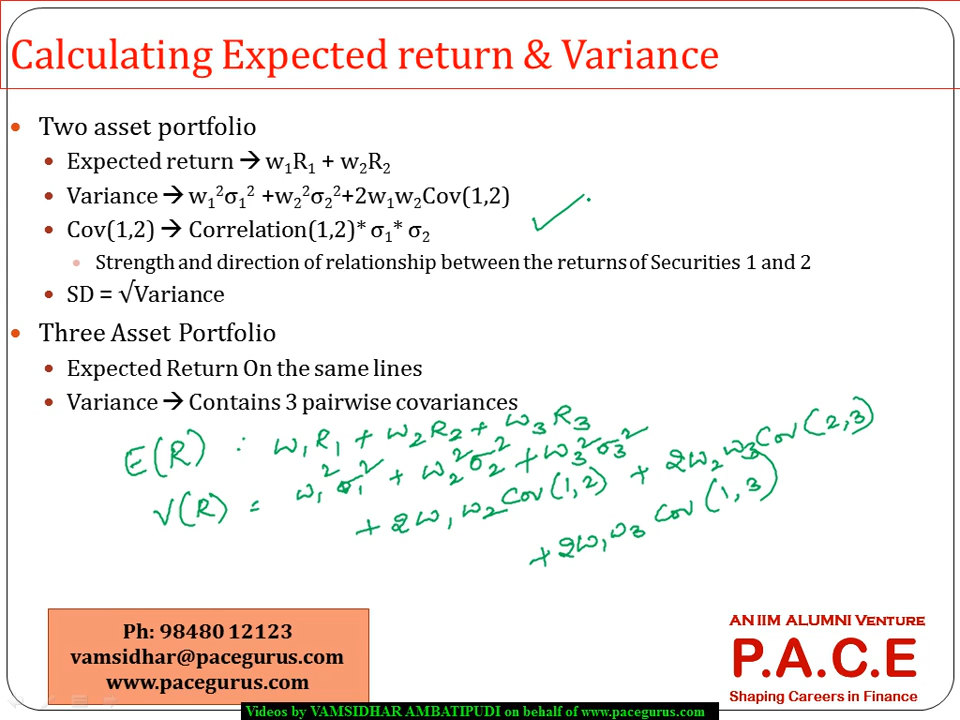 Calculating Expected return & Variance
• Two asset portfolio
• Expected return → w₁R₁ + w₂R₂
• Variance → w₁²σ₁² +w₂²σ₂²+2w₁w₂Cov(1,2)
• Cov(1,2) → Correlation(1,2)* σ₁* σ₂
• Strength and direction of relationship between the returns of Securities 1 and 2
• SD = √Variance
• Three Asset Portfolio
• Expected Return On the same lines
• Variance → Contains 3 pairwise covariances
E(R) : w₁R₁ + w₂R₂ + w₃R₃
V(R) = w₁²σ₁² + w₂²σ₂² + w₃²σ₃²
+ 2w₁w₂Cov(1,2) + 2w₂w₃Cov(2,3)
+ 2w₁w₃ Cov(1,3)
Ph: 98480 12123
vamsidhar@pacegurus.com
www.pacegurus.com
AN IIM ALUMNI VENTURE
P.A.C.E
Shaping Careers in Finance
Videos by VAMSIDHAR AMBATIPUDI on behalf of www.pacegurus.com